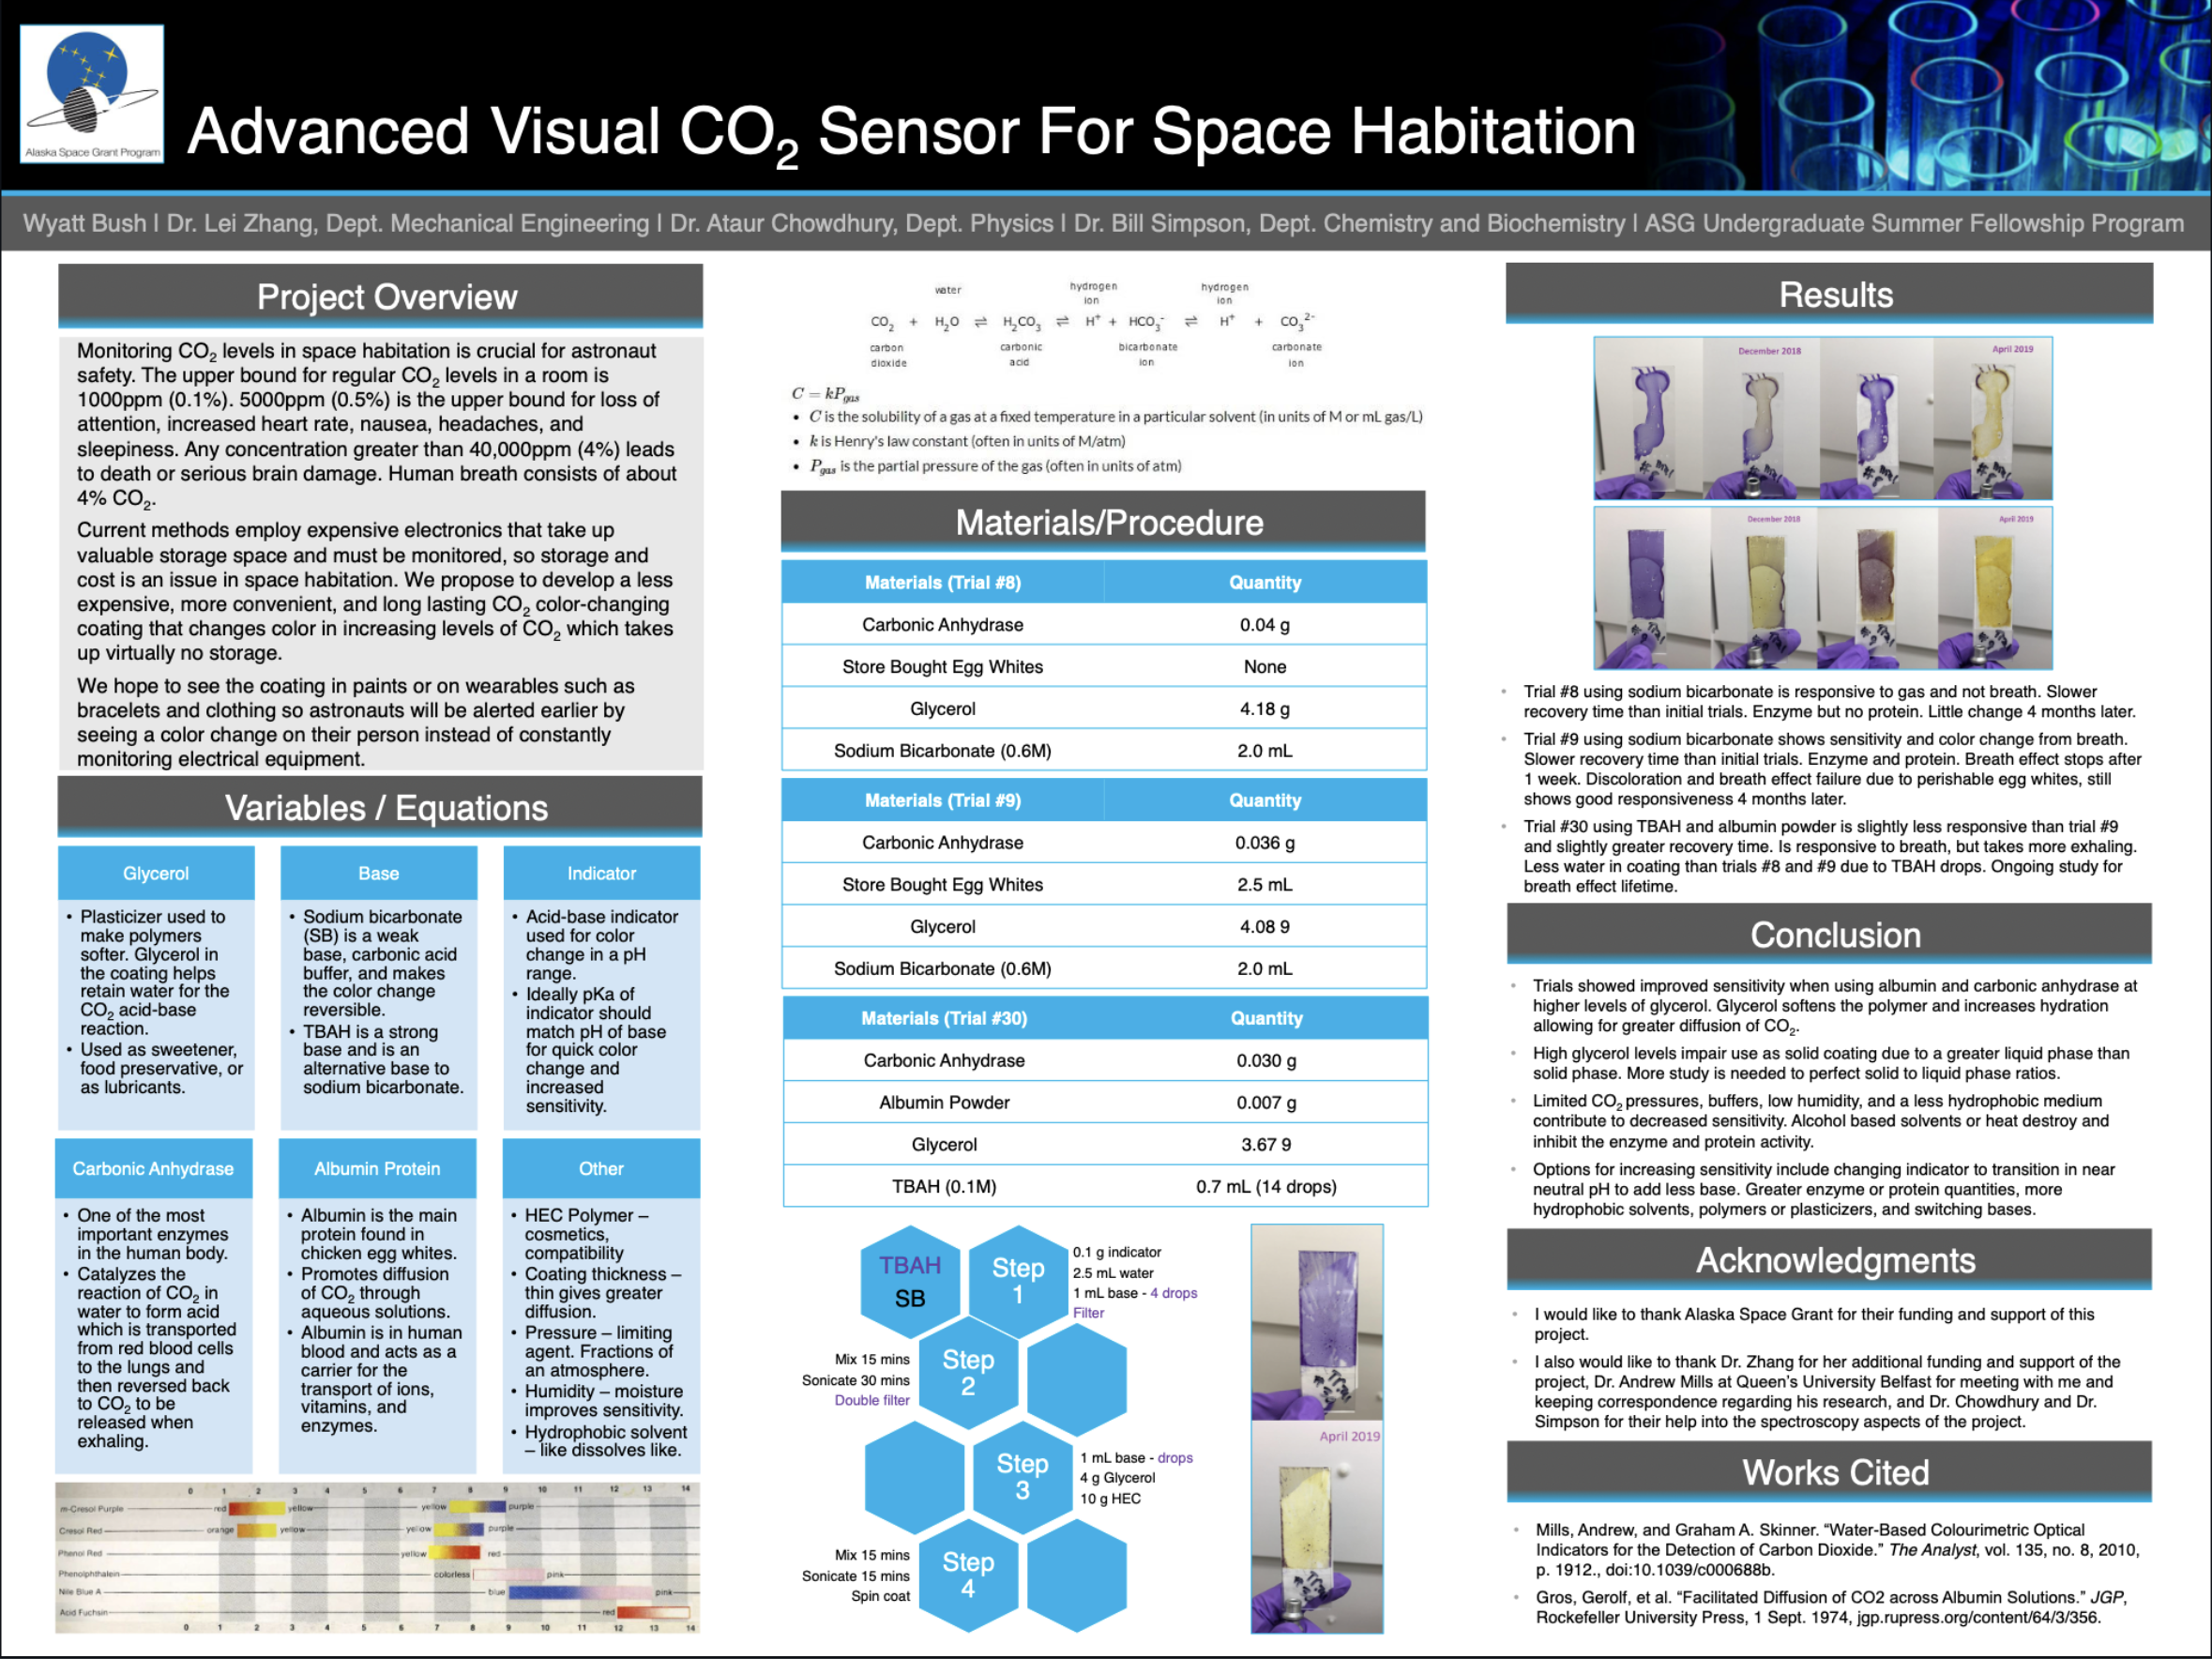 Alaska Space Grant Program
Advanced Visual CO2 Sensor For Space Habitation
Wyatt Bush | Dr. Lei Zhang, Dept. Mechanical Engineering | Dr. Ataur Chowdhury, Dept. Physics | Dr. Bill Simpson, Dept. Chemistry and Biochemistry | ASG Undergraduate Summer Fellowship Program
Project Overview
Monitoring CO2 levels in space habitation is crucial for astronaut
safety. The upper bound for regular CO2 levels in a room is
1000ppm (0.1%). 5000ppm (0.5%) is the upper bound for loss of
attention, increased heart rate, nausea, headaches, and
sleepiness. Any concentration greater than 40,000ppm (4%) leads
to death or serious brain damage. Human breath consists of about
4% CO2.
Current methods employ expensive electronics that take up
valuable storage space and must be monitored, so storage and
cost is an issue in space habitation. We propose to develop a less
expensive, more convenient, and long lasting CO2 color-changing
coating that changes color in increasing levels of CO2 which takes
up virtually no storage.
We hope to see the coating in paints or on wearables such as
bracelets and clothing so astronauts will be alerted earlier by
seeing a color change on their person instead of constantly
monitoring electrical equipment.
Variables / Equations
Glycerol
• Plasticizer used to
make polymers
softer. Glycerol in
the coating helps
retain water for the
CO2 acid-base
reaction.
• Used as sweetener,
food preservative, or
as lubricants.
Base
• Sodium bicarbonate
(SB) is a weak
base, carbonic acid
buffer, and makes
the color change
reversible.
• TBAH is a strong
base and is an
alternative base to
sodium bicarbonate.
Indicator
• Acid-base indicator
used for color
change in a pH
range.
• Ideally pKa of
indicator should
match pH of base
for quick color
change and
increased
sensitivity.
Carbonic Anhydrase
• One of the most
important enzymes
in the human body.
• Catalyzes the
reaction of CO2 in
water to form acid
which is transported
from red blood cells
to the lungs and
then reversed back
to CO2 to be
released when
exhaling.
Albumin Protein
• Albumin is the main
protein found in
chicken egg whites.
• Promotes diffusion
of CO2 through
aqueous solutions.
• Albumin is in human
blood and acts as a
carrier for the
transport of ions,
vitamins, and
enzymes.
Other
• HEC Polymer –
cosmetics,
compatibility
• Coating thickness –
thin gives greater
diffusion.
• Pressure – limiting
agent. Fractions of
an atmosphere.
• Humidity – moisture
improves sensitivity.
• Hydrophobic solvent
– like dissolves like.
0 1 2 3 4 5 6 7 8 9 10 11 12 13 14
m-Cresol Purple red yellow yellow purple
Cresol Red orange yellow yellow purple
Phenol Red yellow red
Phenolphthalein colorless pink
Nile Blue A blue pink
Acid Fuchsin red
0 1 2 3 4 5 6 7 8 9 10 11 12 13 14
water hydrogen ion hydrogen ion
CO2 + H2O ⇌ H2CO3 ⇌ H+ + HCO3- ⇌ H+ + CO3 2-
carbon dioxide carbonic acid bicarbonate ion carbonate ion
C = kPgas
• C is the solubility of a gas at a fixed temperature in a particular solvent (in units of M or mL gas/L)
• k is Henry's law constant (often in units of M/atm)
• Pgas is the partial pressure of the gas (often in units of atm)
Materials/Procedure
Materials (Trial #8) Quantity
Carbonic Anhydrase 0.04 g
Store Bought Egg Whites None
Glycerol 4.18 g
Sodium Bicarbonate (0.6M) 2.0 mL
Materials (Trial #9) Quantity
Carbonic Anhydrase 0.036 g
Store Bought Egg Whites 2.5 mL
Glycerol 4.08 9
Sodium Bicarbonate (0.6M) 2.0 mL
Materials (Trial #30) Quantity
Carbonic Anhydrase 0.030 g
Albumin Powder 0.007 g
Glycerol 3.67 9
TBAH (0.1M) 0.7 mL (14 drops)
TBAH
SB
Step
1
0.1 g indicator
2.5 mL water
1 mL base - 4 drops
Filter
Mix 15 mins
Sonicate 30 mins
Double filter
Step
2
Step
3
1 mL base - drops
4 g Glycerol
10 g HEC
Mix 15 mins
Sonicate 15 mins
Spin coat
Step
4
April 2019
Results
December 2018
April 2019
December 2018
April 2019
• Trial #8 using sodium bicarbonate is responsive to gas and not breath. Slower
recovery time than initial trials. Enzyme but no protein. Little change 4 months later.
• Trial #9 using sodium bicarbonate shows sensitivity and color change from breath.
Slower recovery time than initial trials. Enzyme and protein. Breath effect stops after
1 week. Discoloration and breath effect failure due to perishable egg whites, still
shows good responsiveness 4 months later.
• Trial #30 using TBAH and albumin powder is slightly less responsive than trial #9
and slightly greater recovery time. Is responsive to breath, but takes more exhaling.
Less water in coating than trials #8 and #9 due to TBAH drops. Ongoing study for
breath effect lifetime.
Conclusion
• Trials showed improved sensitivity when using albumin and carbonic anhydrase at
higher levels of glycerol. Glycerol softens the polymer and increases hydration
allowing for greater diffusion of CO2.
• High glycerol levels impair use as solid coating due to a greater liquid phase than
solid phase. More study is needed to perfect solid to liquid phase ratios.
• Limited CO2 pressures, buffers, low humidity, and a less hydrophobic medium
contribute to decreased sensitivity. Alcohol based solvents or heat destroy and
inhibit the enzyme and protein activity.
• Options for increasing sensitivity include changing indicator to transition in near
neutral pH to add less base. Greater enzyme or protein quantities, more
hydrophobic solvents, polymers or plasticizers, and switching bases.
Acknowledgments
• I would like to thank Alaska Space Grant for their funding and support of this
project.
• I also would like to thank Dr. Zhang for her additional funding and support of the
project, Dr. Andrew Mills at Queen's University Belfast for meeting with me and
keeping correspondence regarding his research, and Dr. Chowdhury and Dr.
Simpson for their help into the spectroscopy aspects of the project.
Works Cited
• Mills, Andrew, and Graham A. Skinner. “Water-Based Colourimetric Optical
Indicators for the Detection of Carbon Dioxide.” The Analyst, vol. 135, no. 8, 2010,
p. 1912., doi:10.1039/c000688b.
• Gros, Gerolf, et al. “Facilitated Diffusion of CO2 across Albumin Solutions.” JGP,
Rockefeller University Press, 1 Sept. 1974, jgp.rupress.org/content/64/3/356.